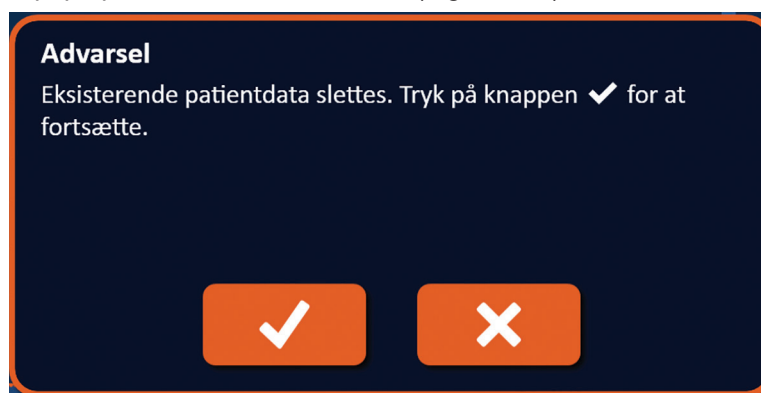 Advarsel
Eksisterende patientdata slettes. Tryk på knappen ✔ for at
fortsætte.